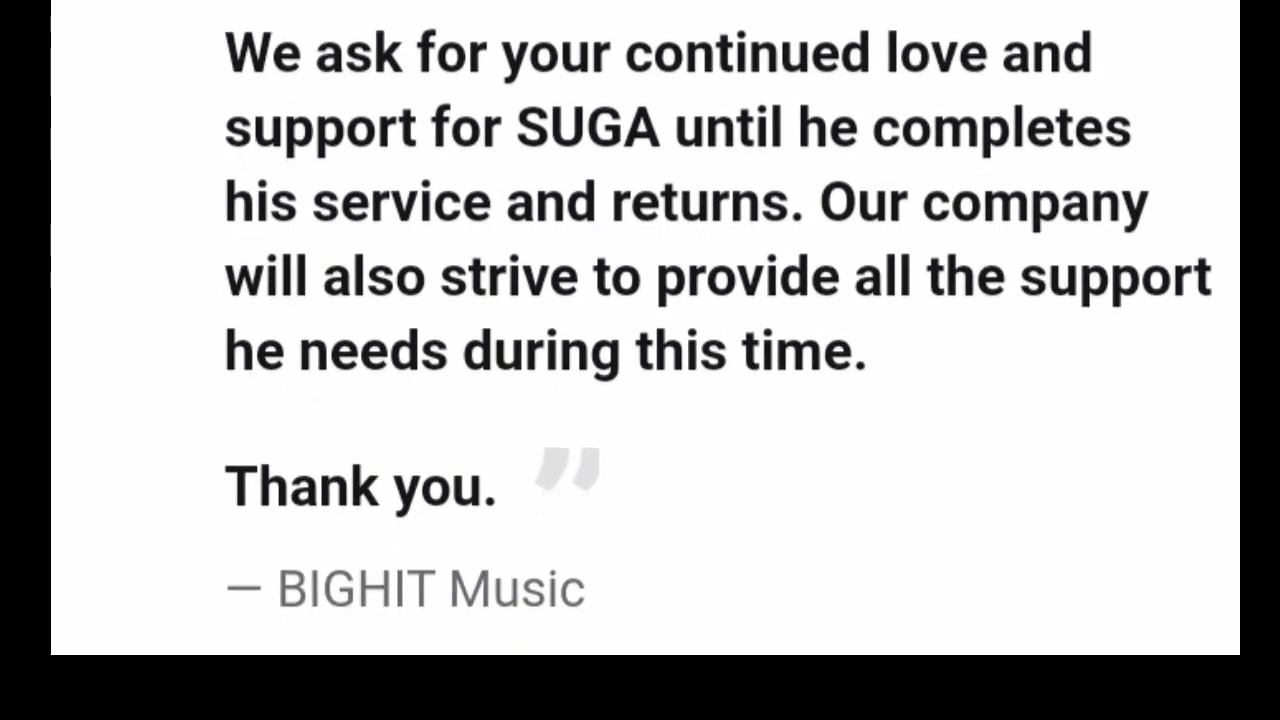 We ask for your continued love and
support for SUGA until he completes
his service and returns. Our company
will also strive to provide all the support
he needs during this time.
Thank you. ”
— BIGHIT Music